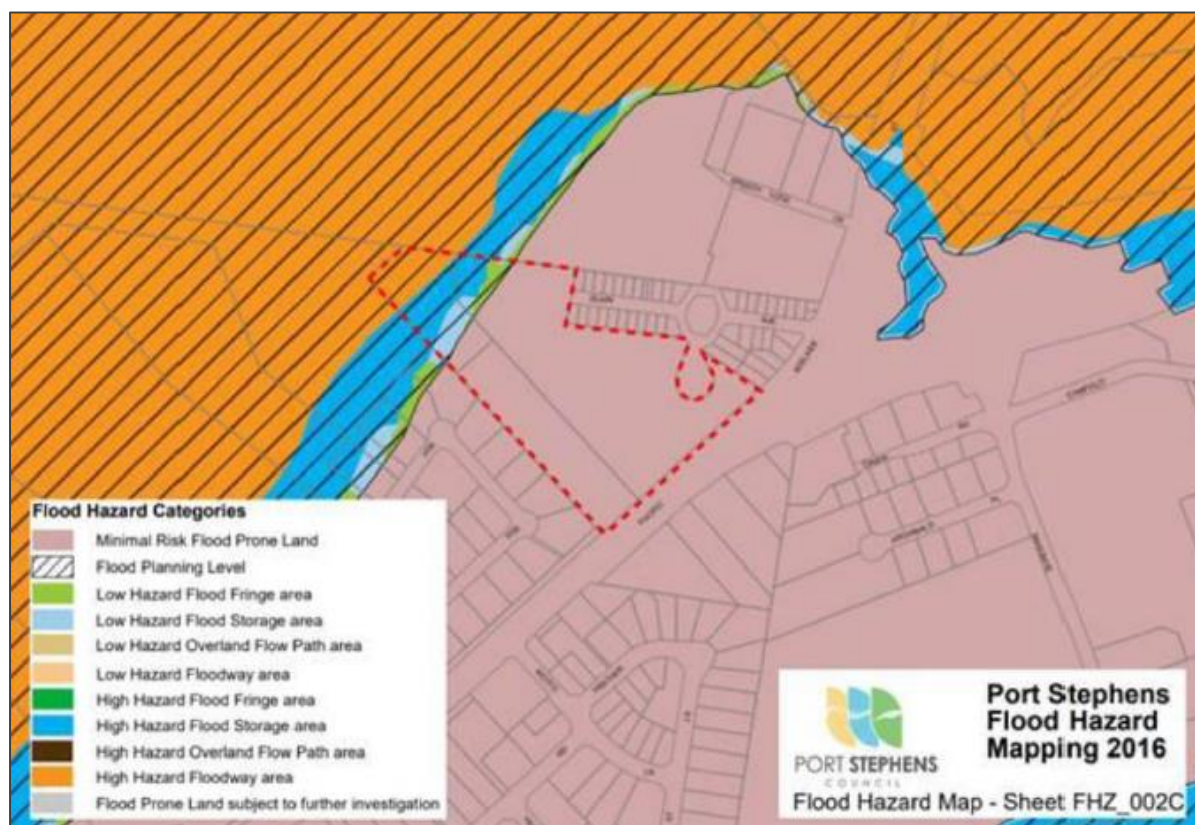 Flood Hazard Categories
Minimal Risk Flood Prone Land
Flood Planning Level
Low Hazard Flood Fringe area
Low Hazard Flood Storage area
Low Hazard Overland Flow Path area
Low Hazard Floodway area
High Hazard Flood Fringe area
High Hazard Flood Storage area
High Hazard Overland Flow Path area
High Hazard Floodway area
Flood Prone Land subject to further investigation
PORT STEPHENS
COUNCIL
Port Stephens
Flood Hazard
Mapping 2016
Flood Hazard Map - Sheet FHZ_002C